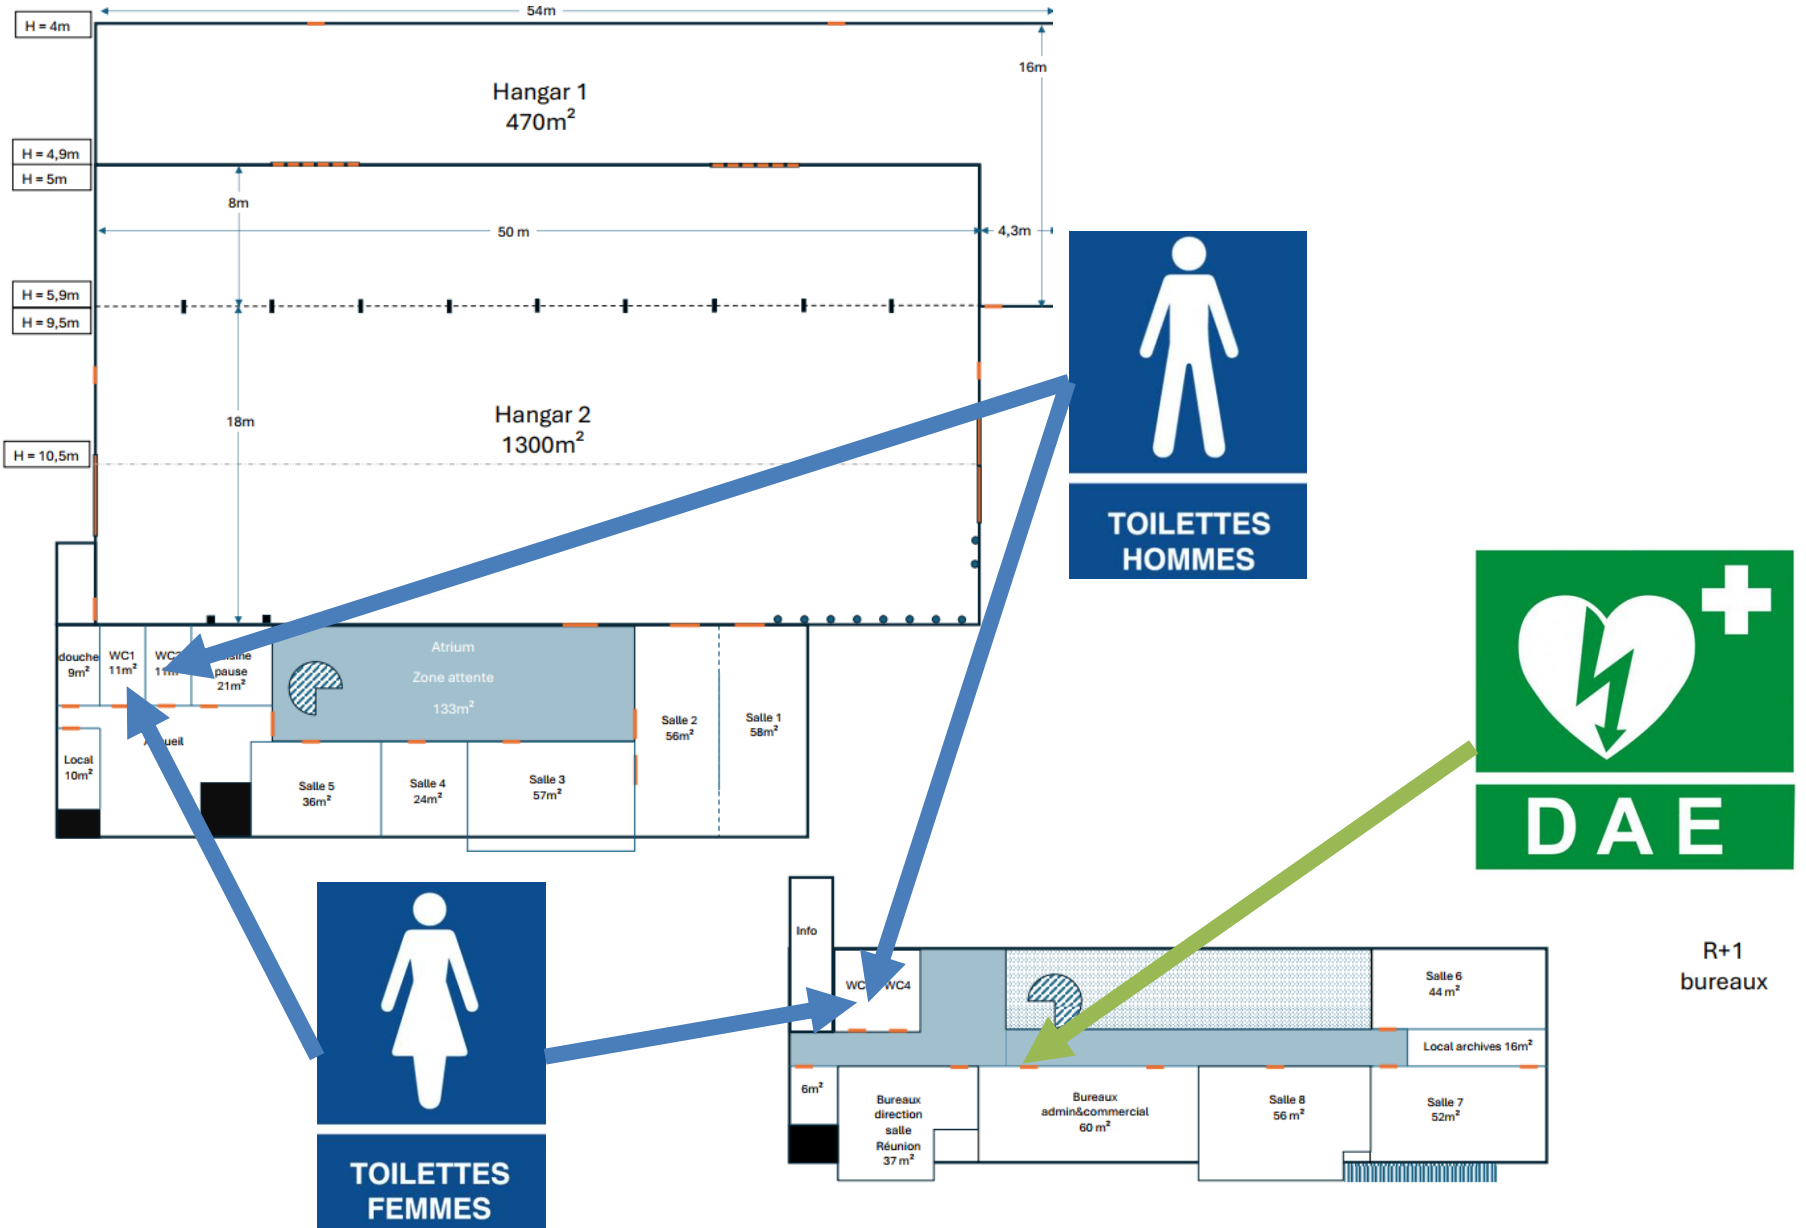 54m
H = 4m
16m
Hangar 1
470m²
H = 4,9m
H = 5m
8m
50 m
4,3m
H = 5,9m
H = 9,5m
18m
Hangar 2
1300m²
H = 10,5m
TOILETTES
HOMMES
douche
9m²
WC1
11m²
11m²
pause
21m²
Atrium
Zone attente
133m²
Salle 2
56m²
Salle 1
58m²
Local
10m²
Salle 5
36m²
Salle 4
24m²
Salle 3
57m²
DAE
TOILETTES
FEMMES
Info
WC4
R+1
bureaux
Salle 6
44 m²
Local archives 16m²
6m²
Bureaux
direction
salle
Réunion
37 m²
Bureaux
admin&commercial
60 m²
Salle 8
56 m²
Salle 7
52m²